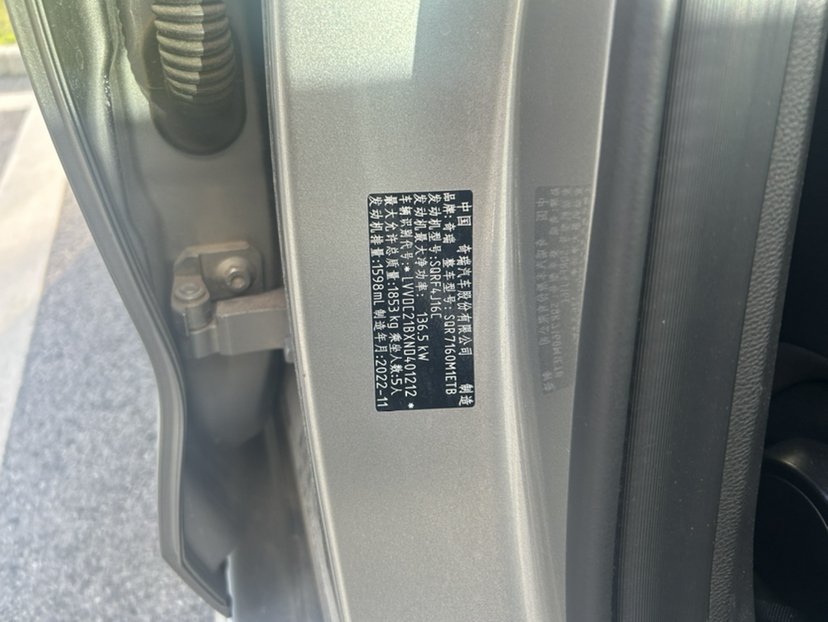 中国 奇瑞汽车股份有限公司 制造
品牌:奇瑞 整车型号:SQR7160M1ETB
发动机型号:SQRF4J16C
发动机最大净功率: 136.5 kW
车辆识别代号:*LVVDC21BXND401212*
最大允许总质量:1853 kg 乘坐人数:5人
发动机排量:1598mL 制造年月:2022-11